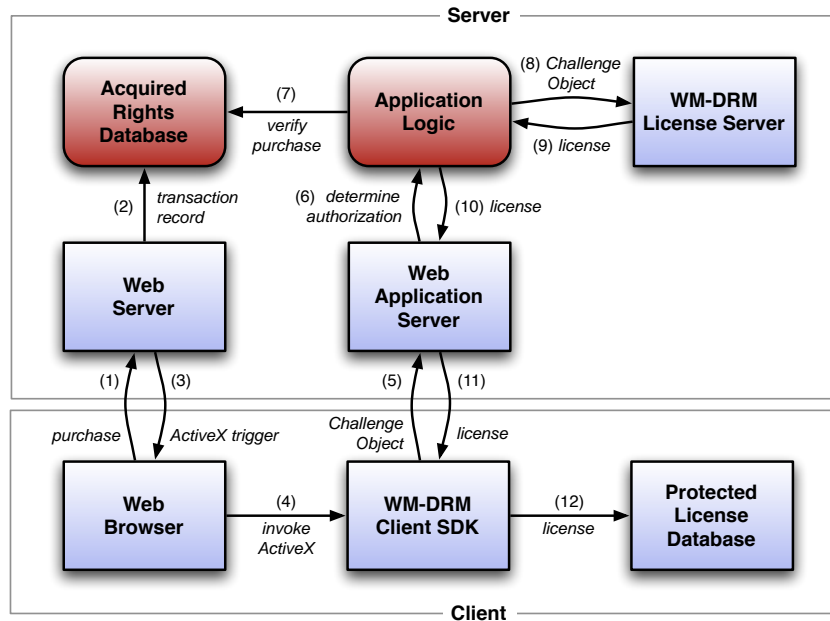 Server
Acquired
Rights
Database
(7)
verify
purchase
Application
Logic
(8) Challenge
Object
(9) license
WM-DRM
License Server
(2)
transaction
record
(6) determine
authorization
(10) license
Web
Server
Web
Application
Server
(1)
(3)
purchase
ActiveX trigger
(5)
(11)
Challenge
Object
license
Web
Browser
(4)
invoke
ActiveX
WM-DRM
Client SDK
(12)
license
Protected
License
Database
Client